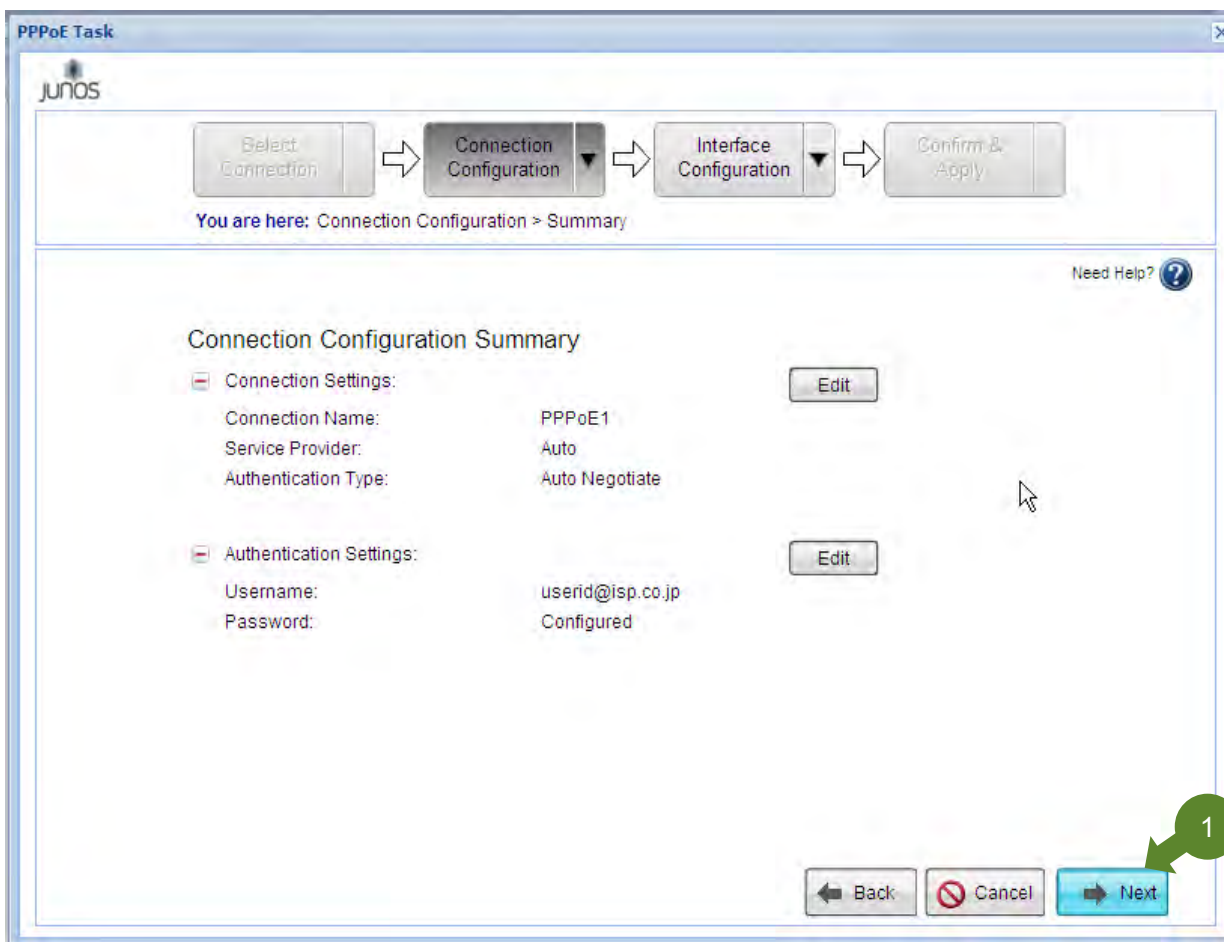 PPPoE Task
JUNOS
Select Connection
Connection Configuration
Interface Configuration
Confirm & Apply
You are here: Connection Configuration > Summary
Need Help?
Connection Configuration Summary
Connection Settings:
Edit
Connection Name: PPPoE1
Service Provider: Auto
Authentication Type: Auto Negotiate
Authentication Settings:
Edit
Username: userid@isp.co.jp
Password: Configured
1
Back
Cancel
Next